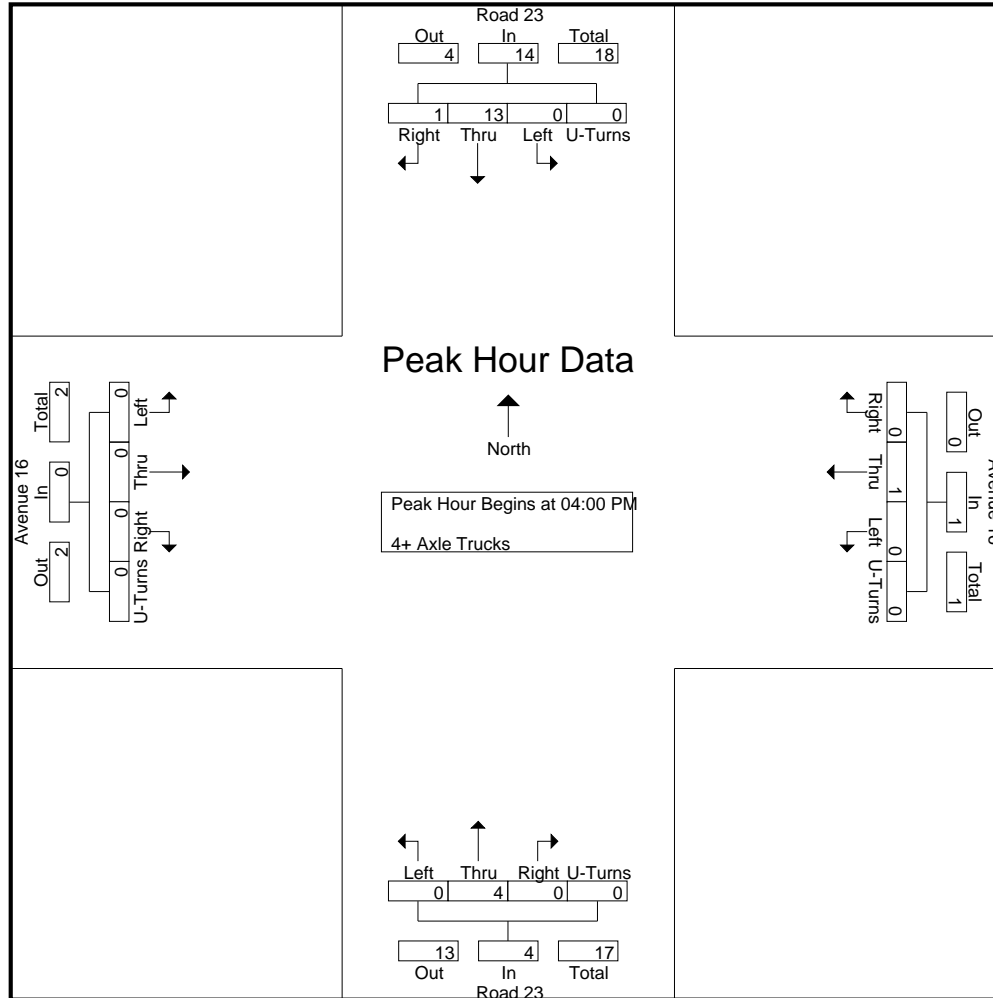 Road 23
Out In Total
4 14 18
1 13 0 0
Right Thru Left U-Turns
Peak Hour Data
North
Peak Hour Begins at 04:00 PM
4+ Axle Trucks
Avenue 16
Total In Out
2 0 2
0 0 0 0
Left Thru Right U-Turns
Right Thru Left U-Turns
0 1 0 0
Out In Total
0 1 1
Avenue
Left Thru Right U-Turns
0 4 0 0
13 4 17
Out In Total
Road 23